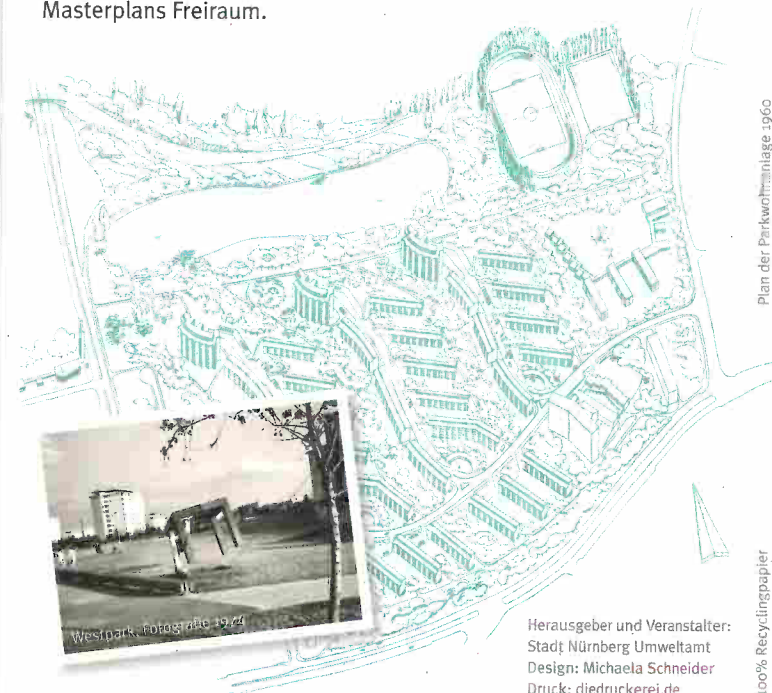 Masterplans Freiraum.
Plan der Parkwohnanlage 1960
Westpark, Fotografie 1974
Herausgeber und Veranstalter:
Stadt Nürnberg Umweltamt
Design: Michaela Schneider
Druck: diedruckerei.de
100% Recyclingpapier